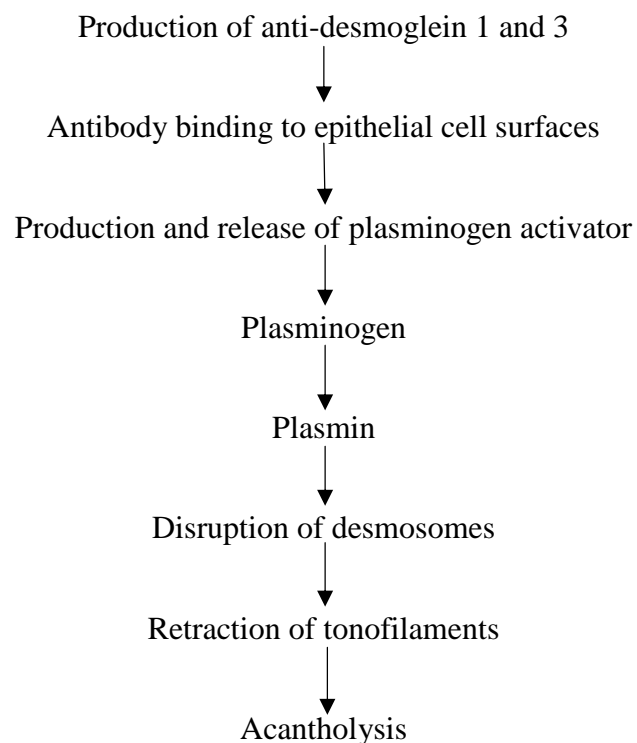 Production of anti-desmoglein 1 and 3
Antibody binding to epithelial cell surfaces
Production and release of plasminogen activator
Plasminogen
Plasmin
Disruption of desmosomes
Retraction of tonofilaments
Acantholysis